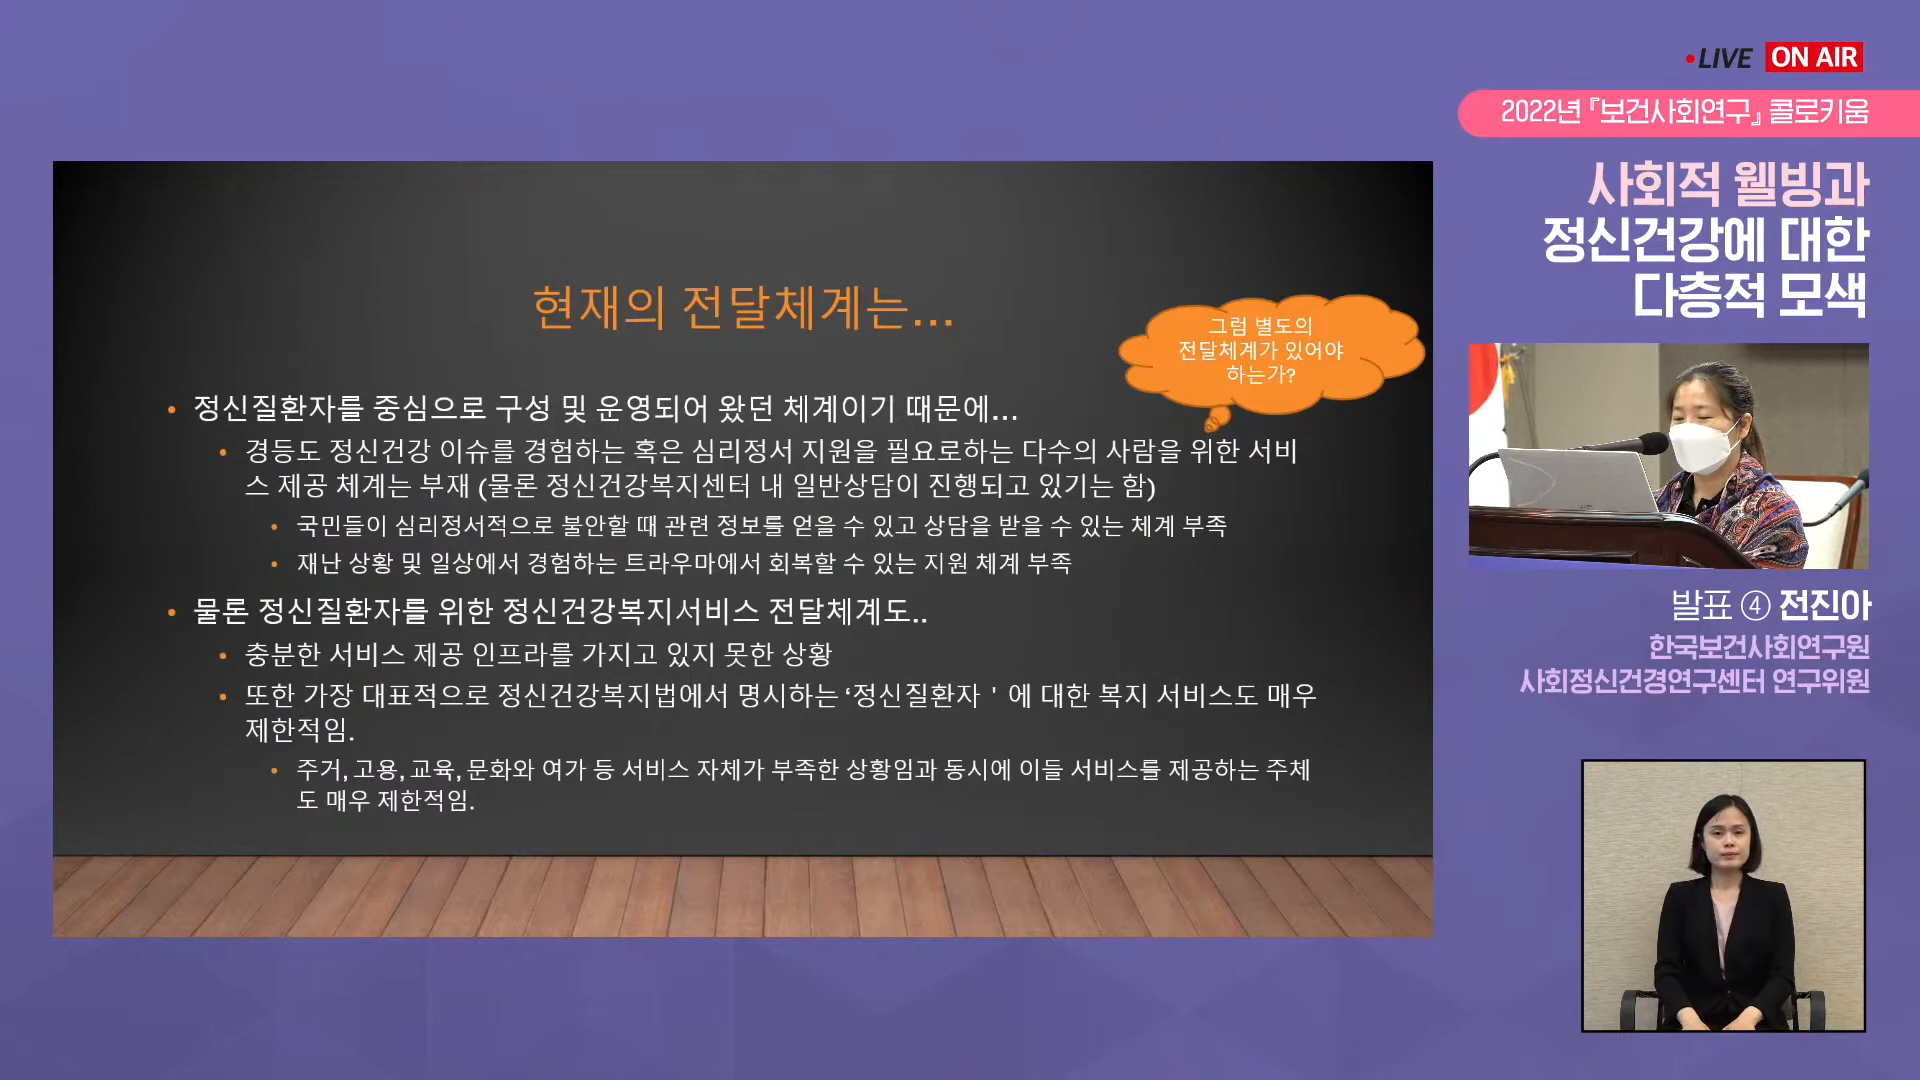 LIVE ON AIR
2022년 『보건사회연구』 콜로키움
사회적 웰빙과
정신건강에 대한
다층적 모색
현재의 전달체계는...
그럼 별도의
전달체계가 있어야
하는가?
• 정신질환자를 중심으로 구성 및 운영되어 왔던 체계이기 때문에...
• 경등도 정신건강 이슈를 경험하는 혹은 심리정서 지원을 필요로하는 다수의 사람을 위한 서비
스 제공 체계는 부재 (물론 정신건강복지센터 내 일반상담이 진행되고 있기는 함)
• 국민들이 심리정서적으로 불안할 때 관련 정보를 얻을 수 있고 상담을 받을 수 있는 체계 부족
• 재난 상황 및 일상에서 경험하는 트라우마에서 회복할 수 있는 지원 체계 부족
• 물론 정신질환자를 위한 정신건강복지서비스 전달체계도..
• 충분한 서비스 제공 인프라를 가지고 있지 못한 상황
• 또한 가장 대표적으로 정신건강복지법에서 명시하는 ‘정신질환자 ' 에 대한 복지 서비스도 매우
제한적임.
• 주거, 고용, 교육, 문화와 여가 등 서비스 자체가 부족한 상황임과 동시에 이들 서비스를 제공하는 주체
도 매우 제한적임.
발표 ④ 전진아
한국보건사회연구원
사회정신건경연구센터 연구위원